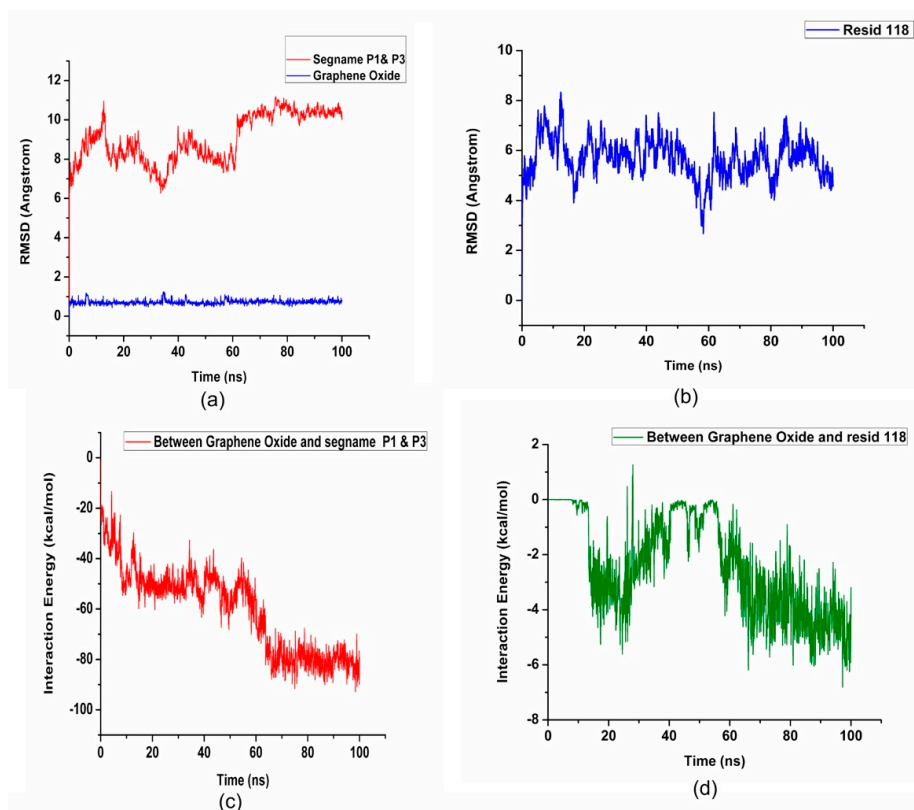 Segname P1& P3
Graphene Oxide
12
10
8
6
4
2
0
RMSD (Angstrom)
0 20 40 60 80 100
Time (ns)
(a)
Resid 118
10
8
6
4
2
0
RMSD (Angstrom)
0 20 40 60 80 100
Time (ns)
(b)
Between Graphene Oxide and segname P1 & P3
0
-20
-40
-60
-80
-100
Interaction Energy (kcal/mol)
0 20 40 60 80 100
Time (ns)
(c)
Between Graphene Oxide and resid 118
2
0
-2
-4
-6
-8
Interaction Energy (kcal/mol)
0 20 40 60 80 100
Time (ns)
(d)